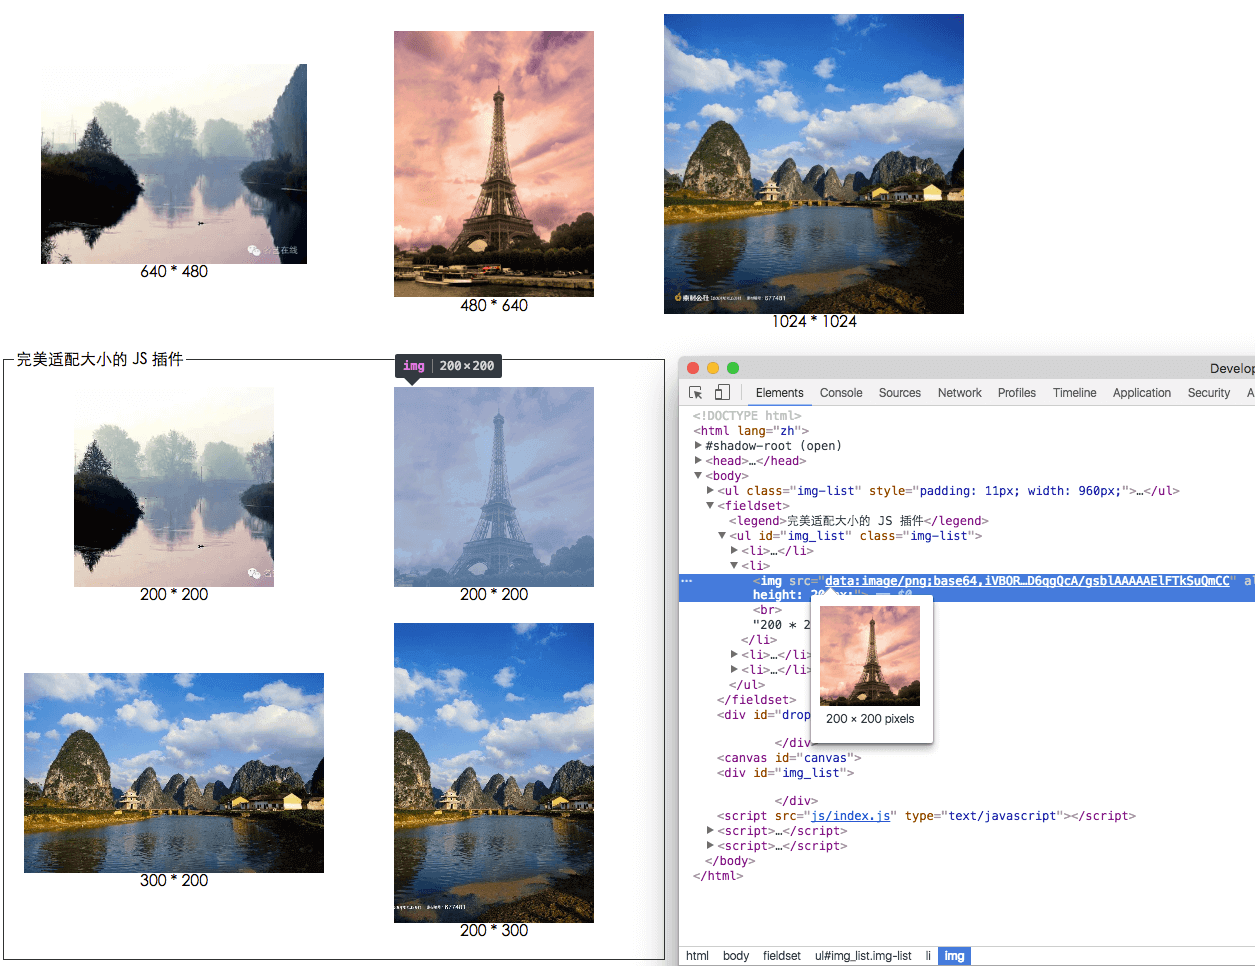 在线
640 * 480
480 * 640
1024 * 1024
完美适配大小的 JS 插件
img 200×200
200 * 200
200 * 200
300 * 200
677481
200 * 300
Develop
Elements Console Sources Network Profiles Timeline Application Security A
<!DOCTYPE html>
<html lang="zh">
#shadow-root (open)
<head>…</head>
<body>
<ul class="img-list" style="padding: 11px; width: 960px;">…</ul>
<fieldset>
<legend>完美适配大小的 JS 插件</legend>
<ul id="img_list" class="img-list">
<li>…</li>
<li>
<img src="data:image/png;base64,iVBOR…D6qgQcA/gsblAAAAAElFTkSuQmCC" al
height: 20 px;"> == $0
<br>
"200 * 2
</li>
<li>…</li>
<li>…</li>
</ul>
</fieldset>
<div id="drop
</div>
<canvas id="canvas">
<div id="img_list">
</div>
<script src="js/index.js" type="text/javascript"></script>
<script>…</script>
<script>…</script>
</body>
</html>
200 × 200 pixels
html body fieldset ul#img_list.img-list li img